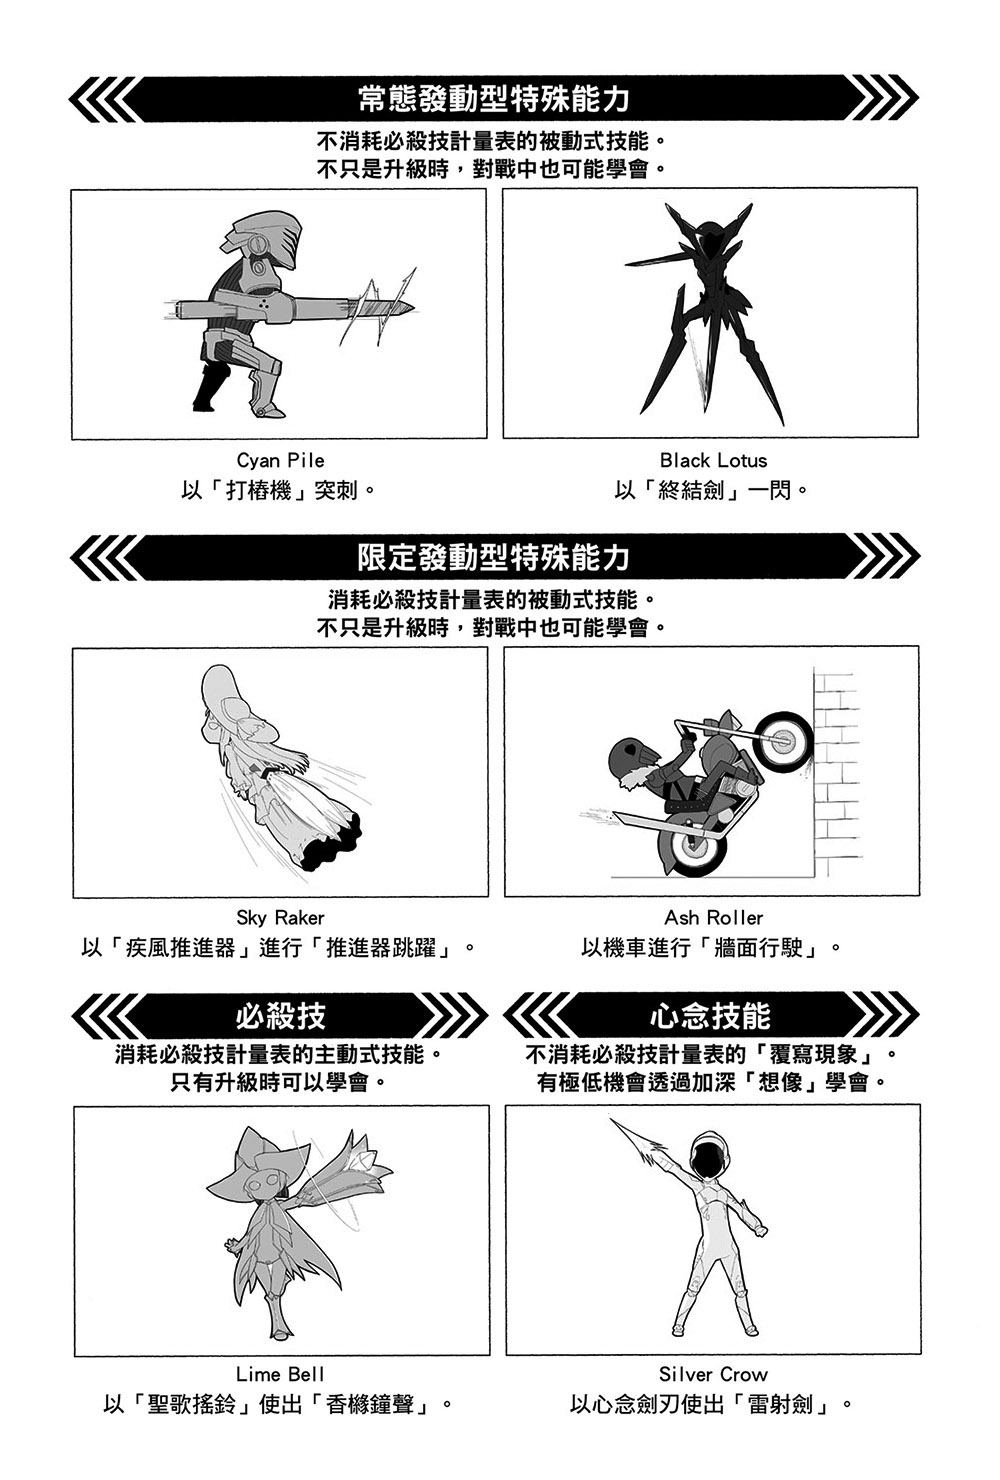 常態發動型特殊能力
不消耗必殺技計量表的被動式技能。
不只是升級時，對戰中也可能學會。
Cyan Pile
以「打樁機」突刺。
Black Lotus
以「終結劍」一閃。
限定發動型特殊能力
消耗必殺技計量表的被動式技能。
不只是升級時，對戰中也可能學會。
Sky Raker
以「疾風推進器」進行「推進器跳躍」。
Ash Roller
以機車進行「牆面行駛」。
必殺技
消耗必殺技計量表的主動式技能。
只有升級時可以學會。
Lime Bell
以「聖歌搖鈴」使出「香櫞鐘聲」。
心念技能
不消耗必殺技計量表的「覆寫現象」。
有極低機會透過加深「想像」學會。
Silver Crow
以心念劍刃使出「雷射劍」。